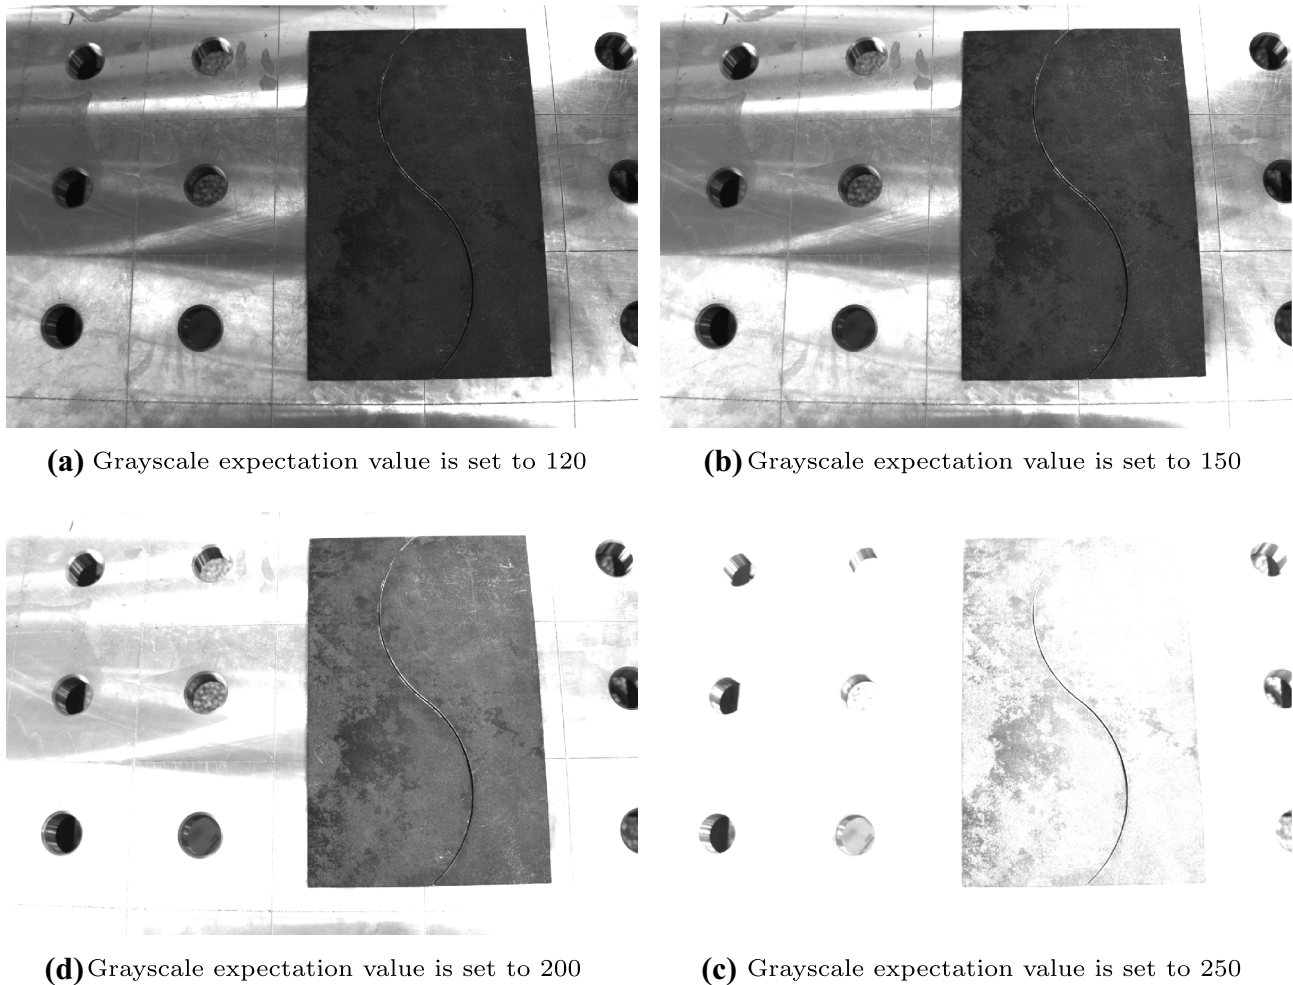 (a) Grayscale expectation value is set to 120
(b) Grayscale expectation value is set to 150
(d) Grayscale expectation value is set to 200
(c) Grayscale expectation value is set to 250